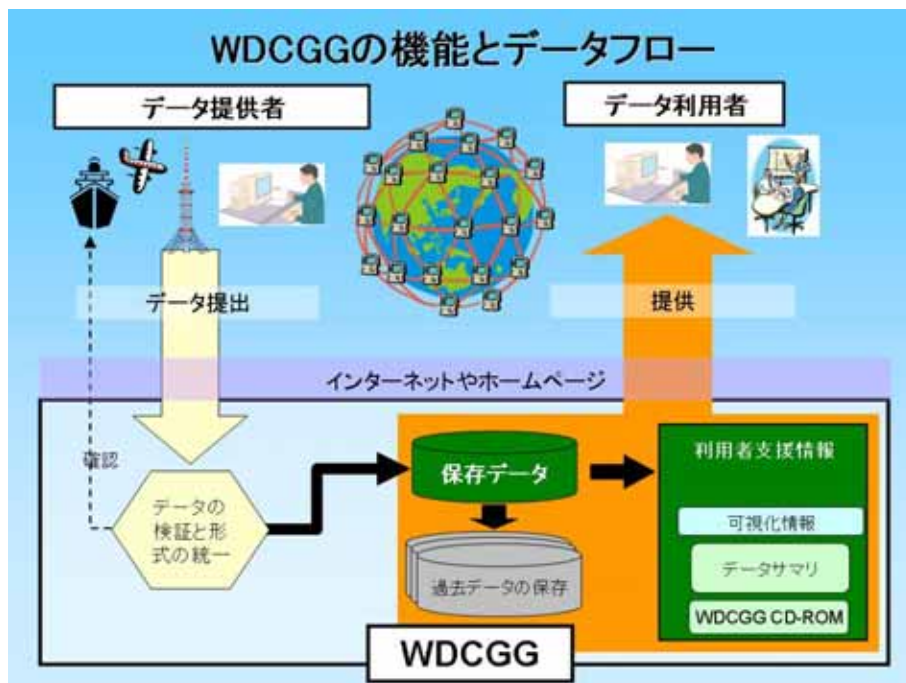 WDCGGの機能とデータフロー
データ提供者
データ利用者
データ提出
提供
インターネットやホームページ
確認
データの
検証と形
式の統一
保存データ
過去データの保存
利用者支援情報
可視化情報
データサマリ
WDCGG CD-ROM
WDCGG